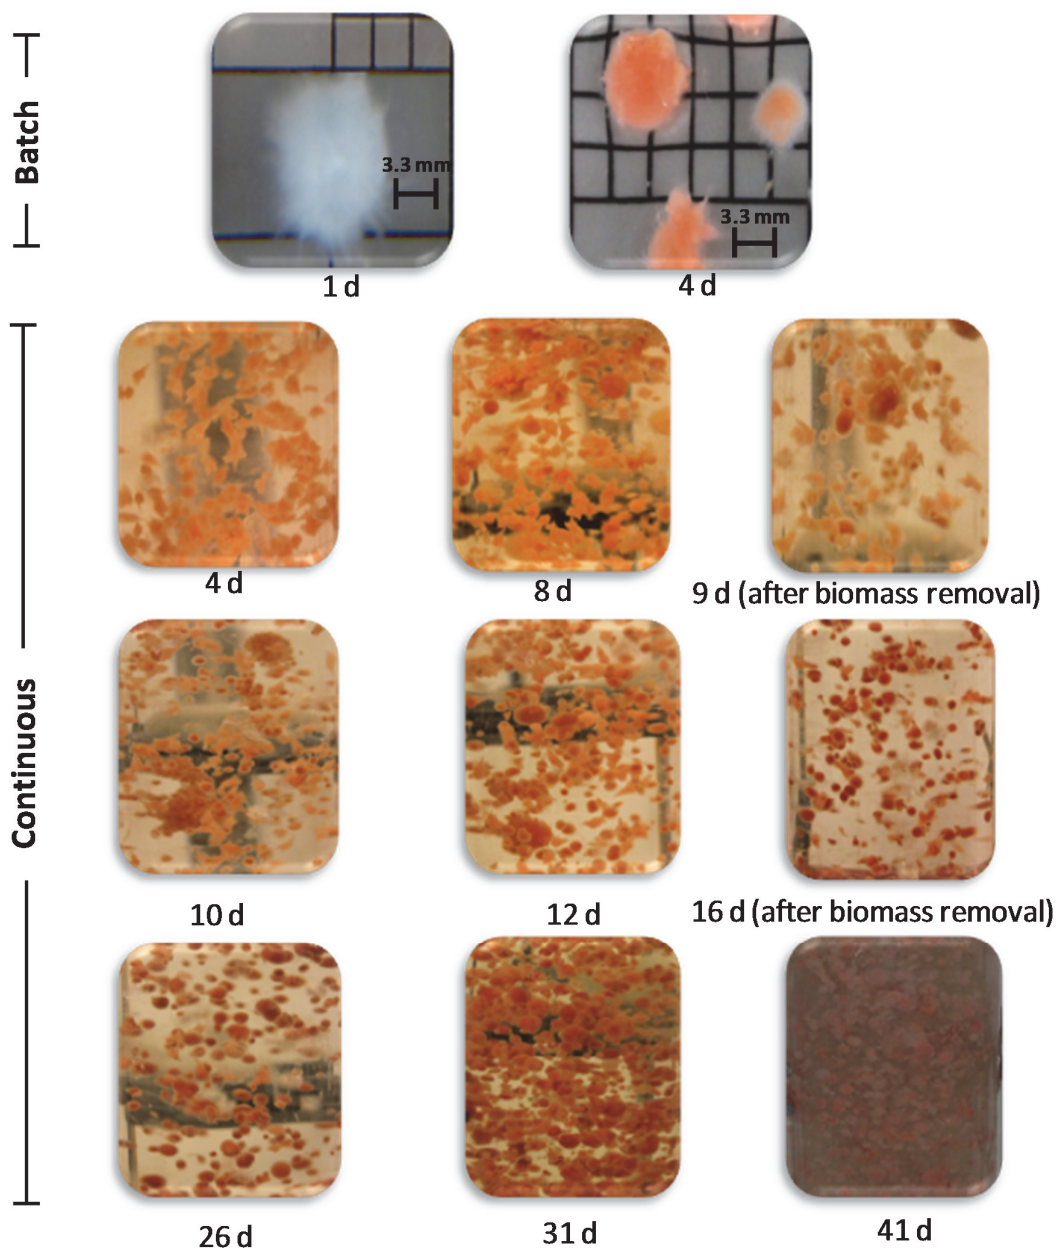 Batch
3.3 mm
3.3 mm
1 d
4 d
Continuous
4 d
8 d
9 d (after biomass removal)
10 d
12 d
16 d (after biomass removal)
26 d
31 d
41 d